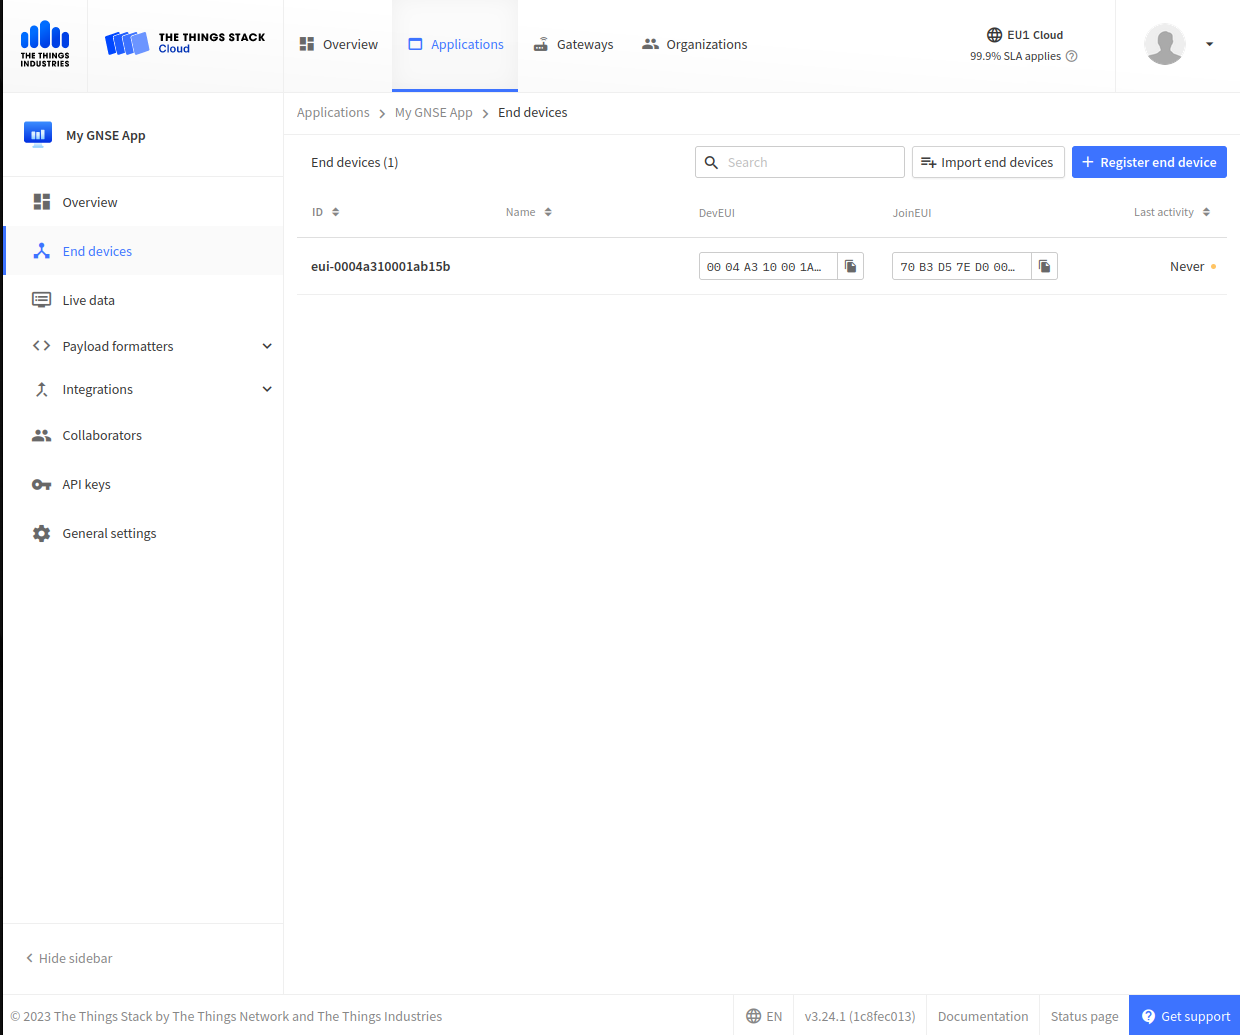 THE THINGS
INDUSTRIES
THE THINGS STACK
Cloud
Overview
Applications
Gateways
Organizations
EU1 Cloud
99.9% SLA applies
My GNSE App
Overview
End devices
Live data
Payload formatters
Integrations
Collaborators
API keys
General settings
Hide sidebar
Applications > My GNSE App > End devices
End devices (1)
Search
Import end devices
+ Register end device
ID Name DevEUI JoinEUI Last activity
eui-0004a310001ab15b 00 04 A3 10 00 1A… 70 B3 D5 7E D0 00… Never
© 2023 The Things Stack by The Things Network and The Things Industries
EN
v3.24.1 (1c8fec013)
Documentation
Status page
Get support